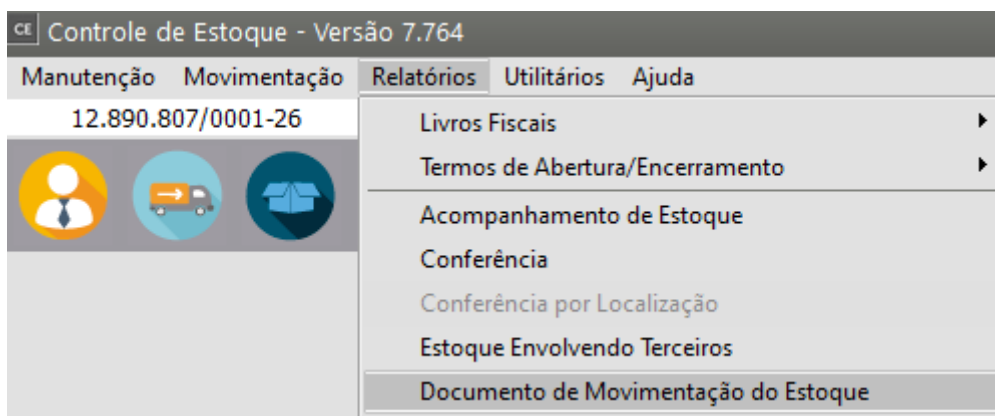 CE Controle de Estoque - Versão 7.764
Manutenção Movimentação Relatórios Utilitários Ajuda
12.890.807/0001-26
Livros Fiscais
Termos de Abertura/Encerramento
Acompanhamento de Estoque
Conferência
Conferência por Localização
Estoque Envolvendo Terceiros
Documento de Movimentação do Estoque